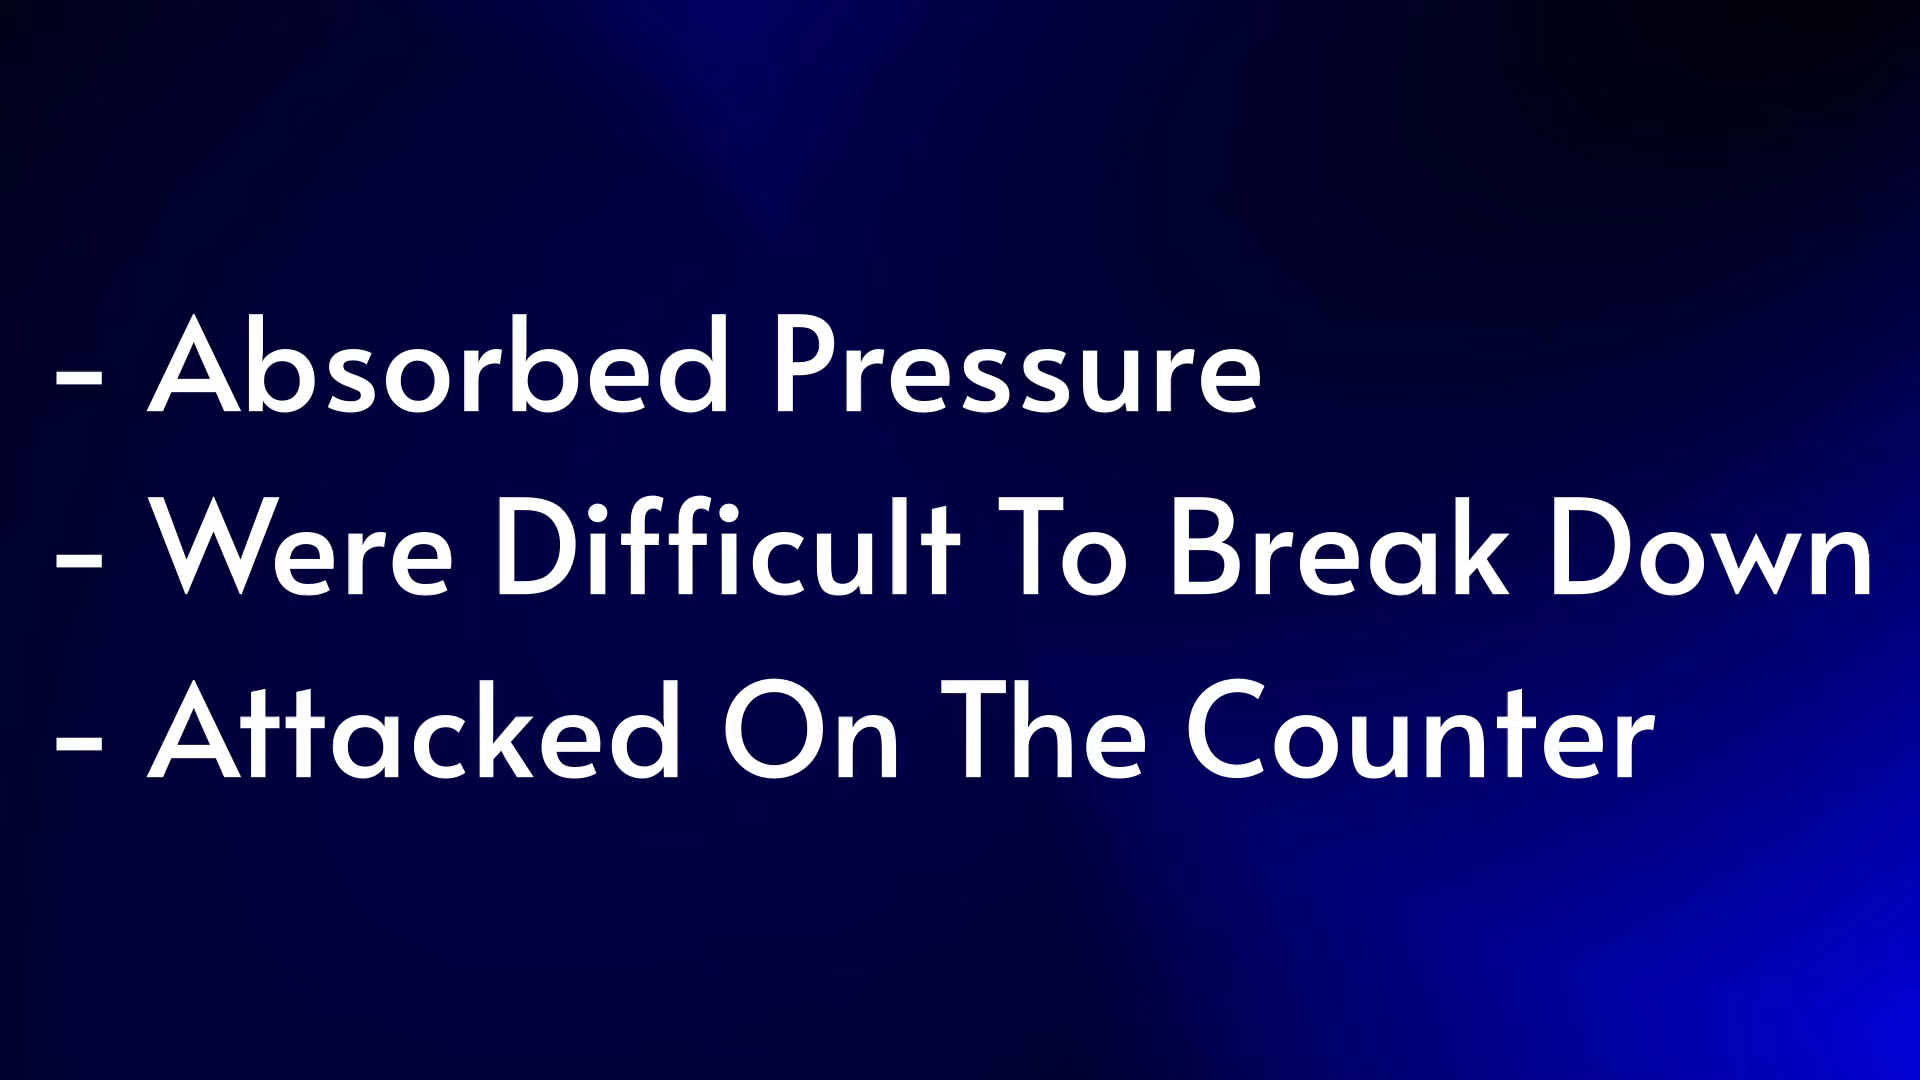 - Absorbed Pressure
- Were Difficult To Break Down
- Attacked On The Counter